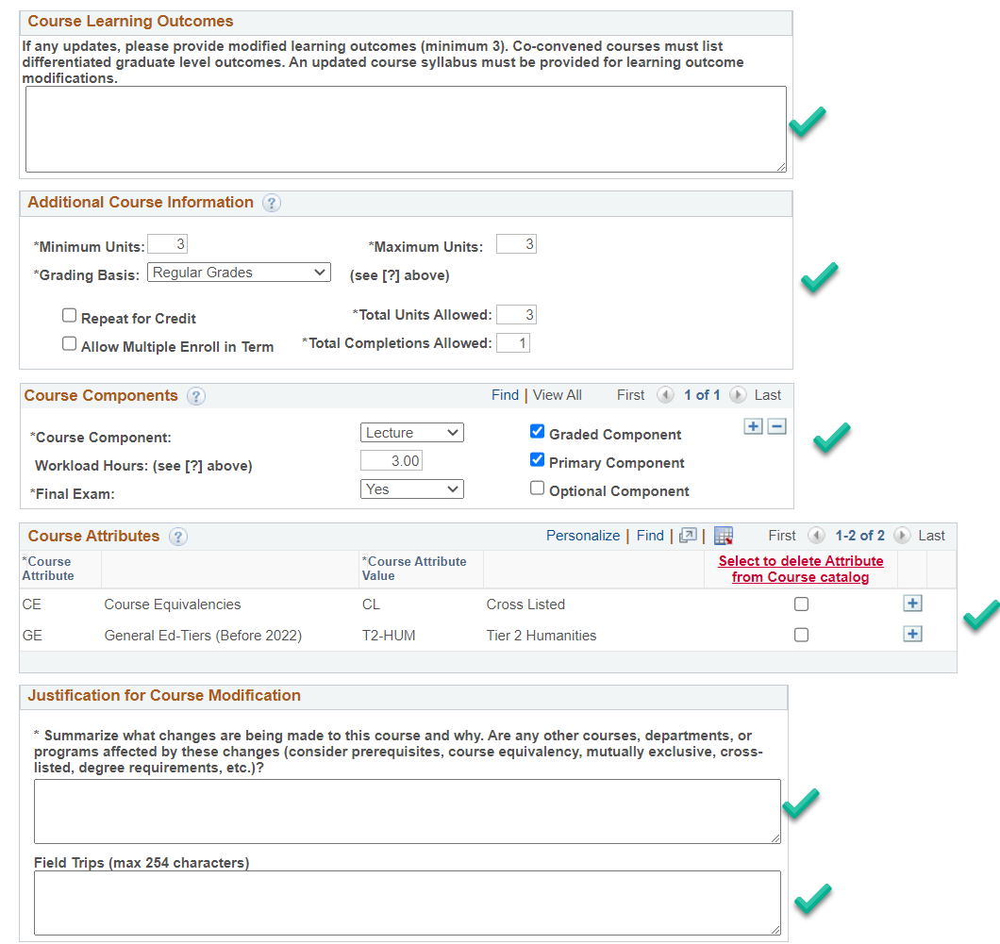 Course Learning Outcomes
If any updates, please provide modified learning outcomes (minimum 3). Co-convened courses must list
differentiated graduate level outcomes. An updated course syllabus must be provided for learning outcome
modifications.
Additional Course Information ?
*Minimum Units: 3 *Maximum Units: 3
*Grading Basis: Regular Grades (see [?] above)
Repeat for Credit *Total Units Allowed: 3
Allow Multiple Enroll in Term *Total Completions Allowed: 1
Course Components ? Find | View All First 1 of 1 Last
*Course Component: Lecture Graded Component + −
Workload Hours: (see [?] above) 3.00 Primary Component
*Final Exam: Yes Optional Component
Course Attributes ? Personalize | Find | | First 1-2 of 2 Last
*Course *Course Attribute Select to delete Attribute
Attribute Value from Course catalog
CE Course Equivalencies CL Cross Listed +
GE General Ed-Tiers (Before 2022) T2-HUM Tier 2 Humanities +
Justification for Course Modification
* Summarize what changes are being made to this course and why. Are any other courses, departments, or
programs affected by these changes (consider prerequisites, course equivalency, mutually exclusive, cross-
listed, degree requirements, etc.)?
Field Trips (max 254 characters)